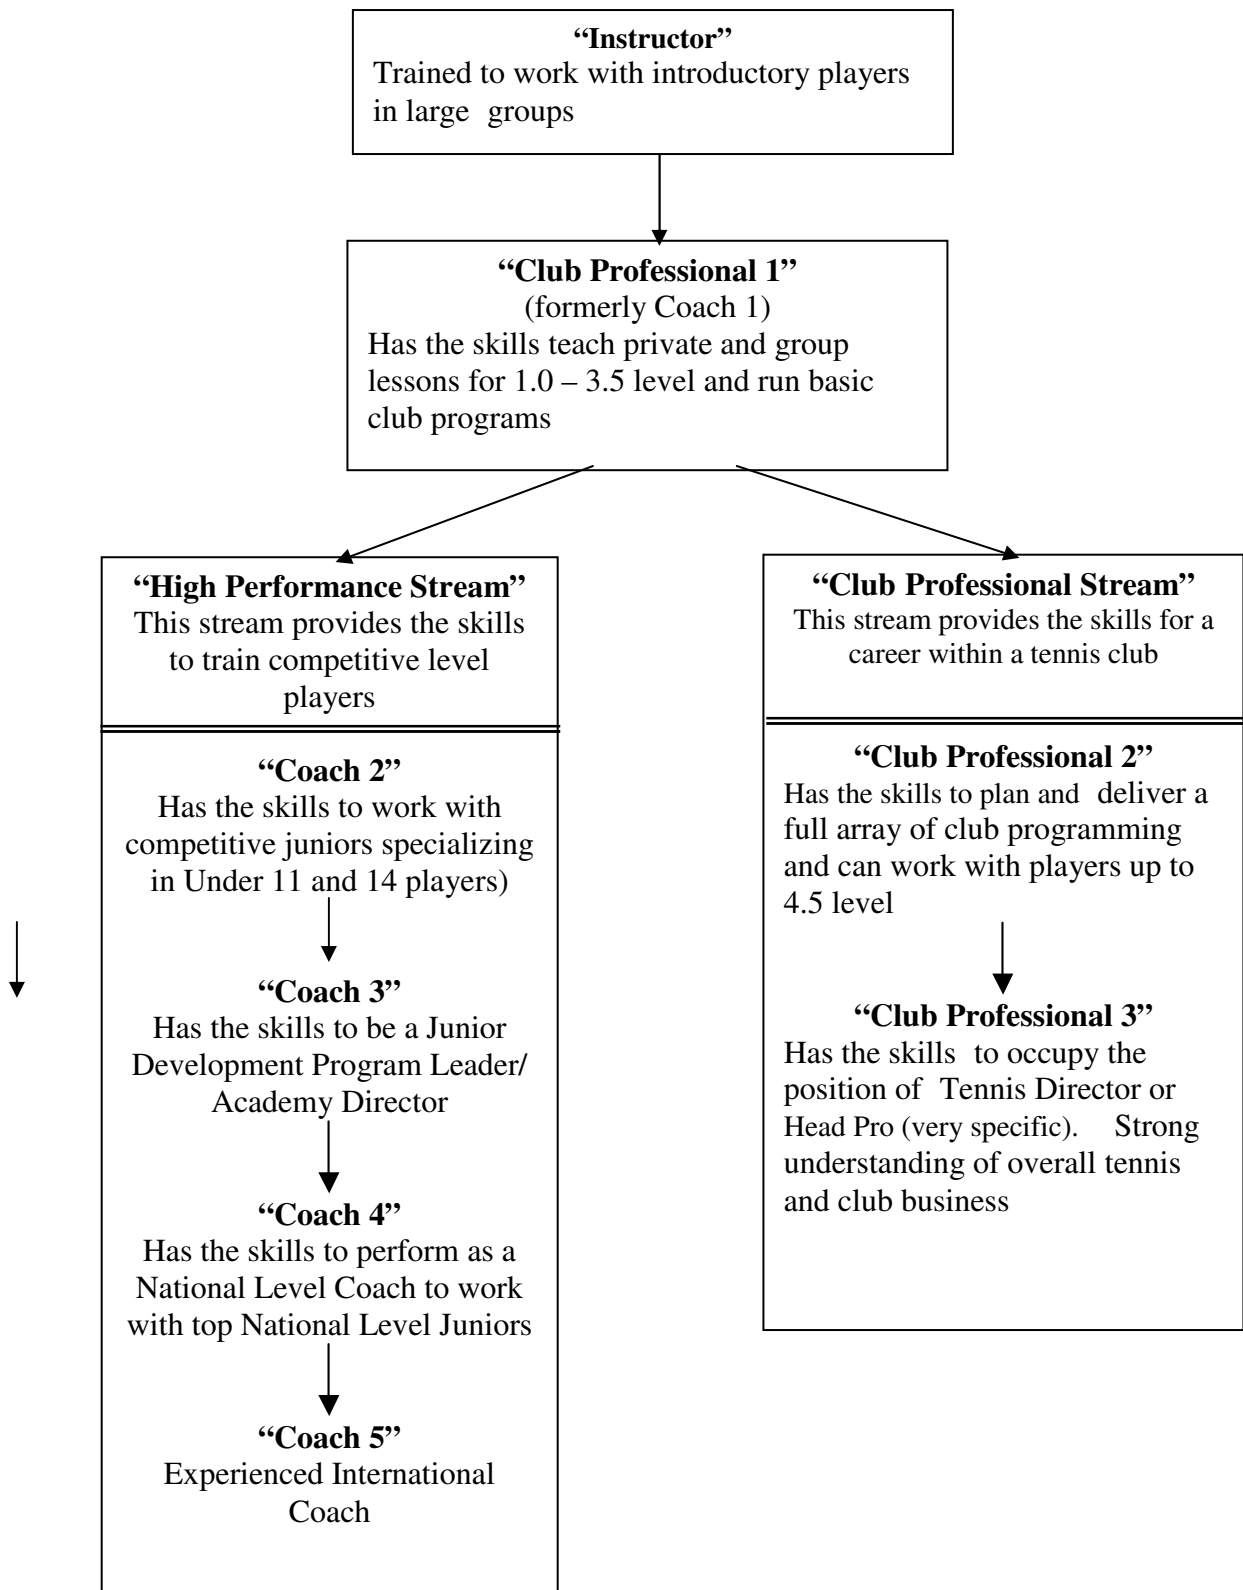 “Instructor”
Trained to work with introductory players
in large groups
“Club Professional 1”
(formerly Coach 1)
Has the skills teach private and group
lessons for 1.0 – 3.5 level and run basic
club programs
“High Performance Stream”
This stream provides the skills
to train competitive level
players
“Coach 2”
Has the skills to work with
competitive juniors specializing
in Under 11 and 14 players)
“Coach 3”
Has the skills to be a Junior
Development Program Leader/
Academy Director
“Coach 4”
Has the skills to perform as a
National Level Coach to work
with top National Level Juniors
“Coach 5”
Experienced International
Coach
“Club Professional Stream”
This stream provides the skills for a
career within a tennis club
“Club Professional 2”
Has the skills to plan and deliver a
full array of club programming
and can work with players up to
4.5 level
“Club Professional 3”
Has the skills to occupy the
position of Tennis Director or
Head Pro (very specific). Strong
understanding of overall tennis
and club business